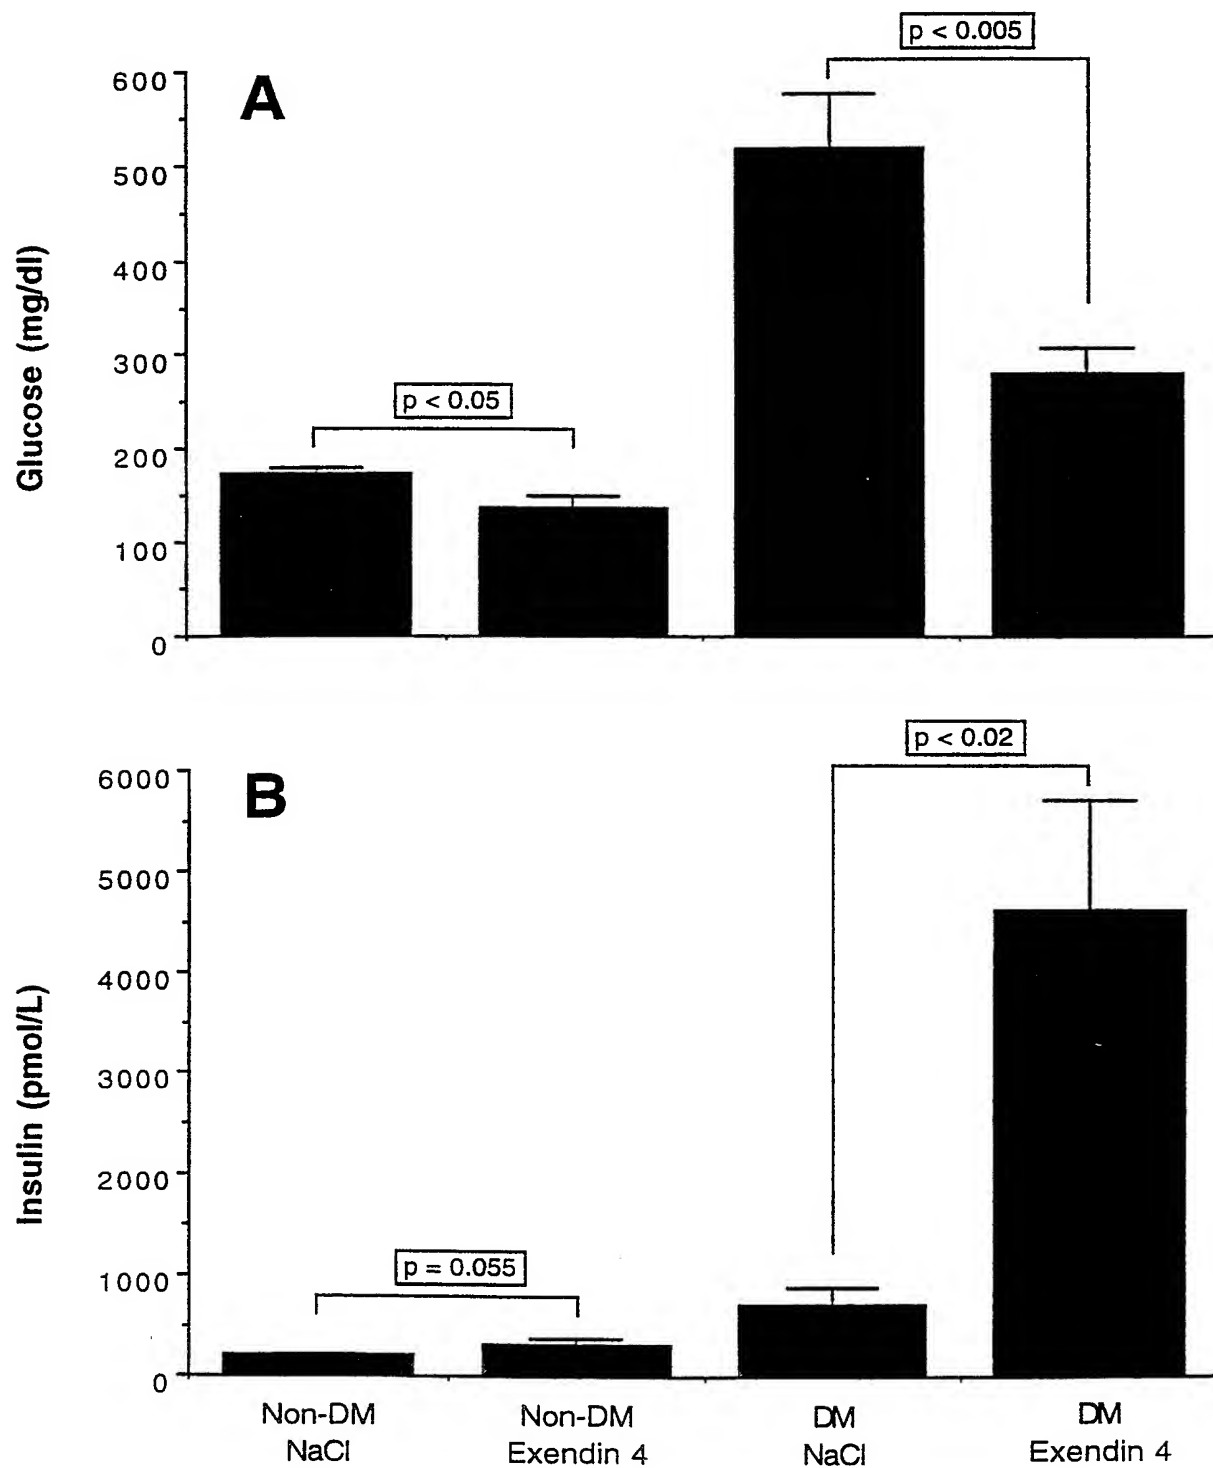 p < 0.005
A
600
500
400
300
200
100
0
Glucose (mg/dl)
p < 0.05
p < 0.02
B
6000
5000
4000
3000
2000
1000
0
Insulin (pmol/L)
p = 0.055
Non-DM
NaCl
Non-DM
Exendin 4
DM
NaCl
DM
Exendin 4